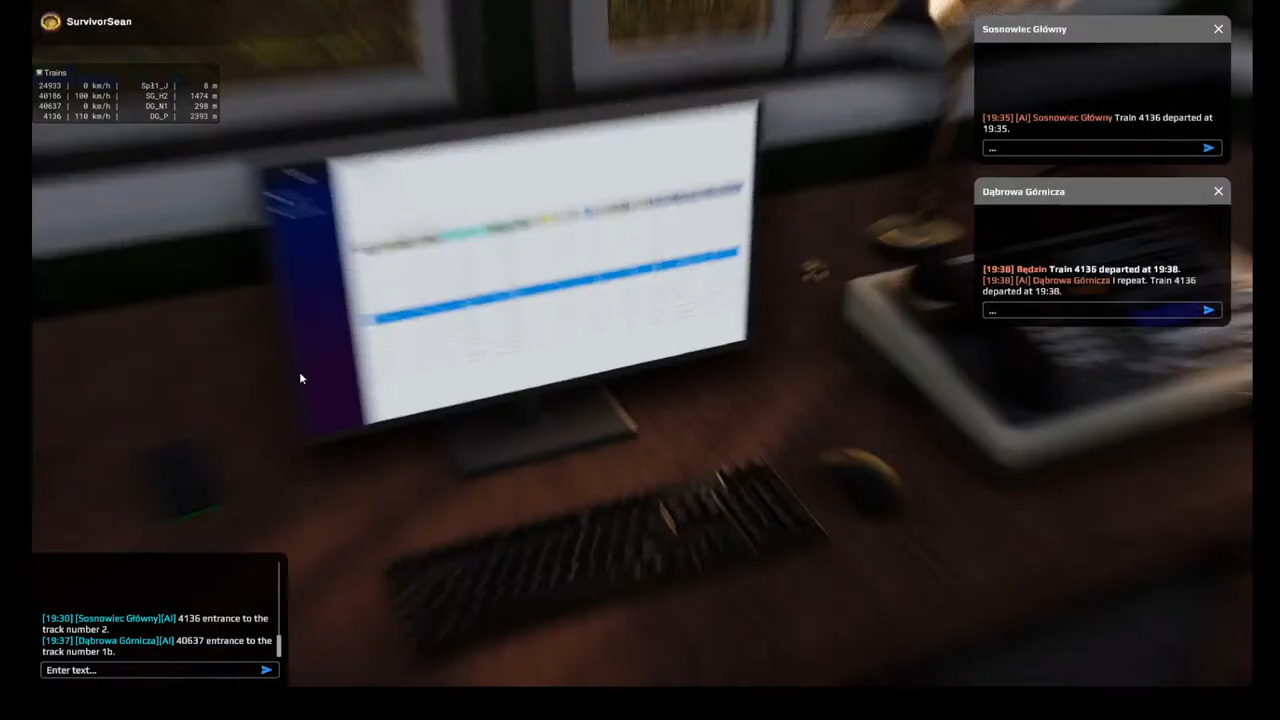 SurvivorSean
Trains
24933 | 0 km/h | Spł1_J | 8 m
40186 | 100 km/h | SG_H2 | 1474 m
40637 | 0 km/h | DG_N1 | 298 m
4136 | 110 km/h | DG_P | 2393 m
Sosnowiec Główny
[19:35] [AI] Sosnowiec Główny Train 4136 departed at
19:35.
...
Dąbrowa Górnicza
[19:38] Będzin Train 4136 departed at 19:38.
[19:38] [AI] Dąbrowa Górnicza I repeat. Train 4136
departed at 19:38.
...
[19:30] [Sosnowiec Główny][AI] 4136 entrance to the
track number 2.
[19:37] [Dąbrowa Górnicza][AI] 40637 entrance to the
track number 1b.
Enter text...